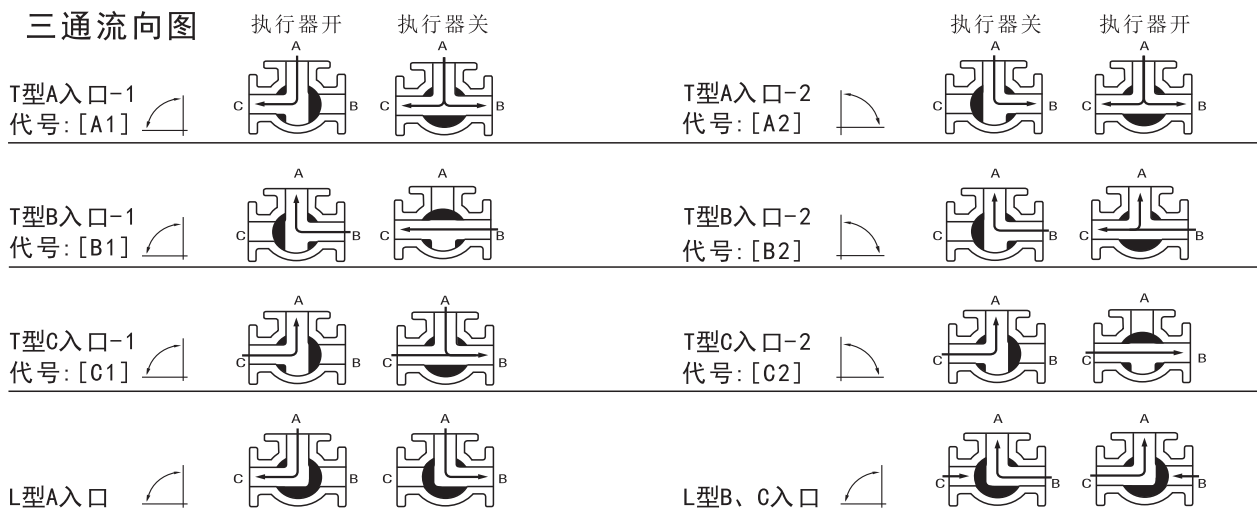 三通流向图
执行器开 执行器关 执行器关 执行器开
A A A A
T型A入口-1 C B C B T型A入口-2 C B C B
代号:[A1] 代号:[A2]
A A A A
T型B入口-1 C B C B T型B入口-2 C B C B
代号:[B1] 代号:[B2]
A A A A
T型C入口-1 C B C B T型C入口-2 C B C B
代号:[C1] 代号:[C2]
A A A A
L型A入口 C B C B L型B、C入口 C B C B